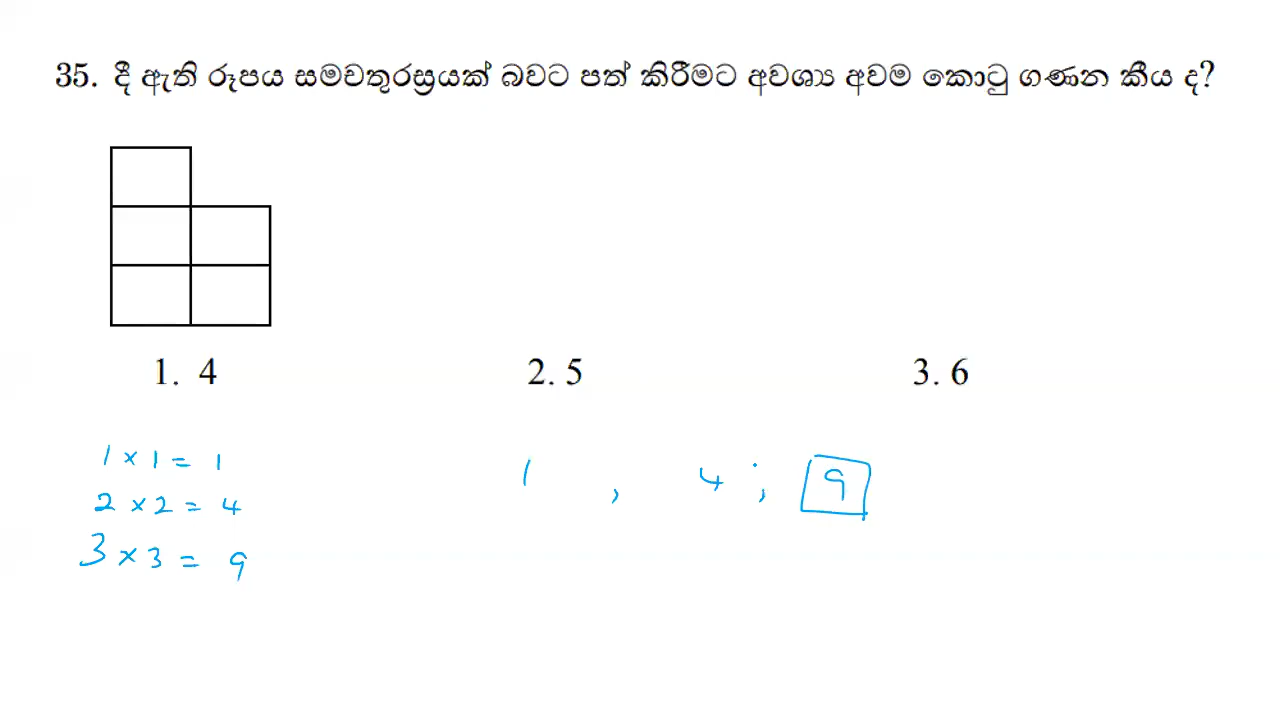 35. දී ඇති රූපය සමචතුරස්‍රයක් බවට පත් කිරීමට අවශ්‍ය අවම කොටු ගණන කීය ද?
1. 4 2. 5 3. 6
1 × 1 = 1
2 × 2 = 4
3 × 3 = 9
1 , 4 ; 9